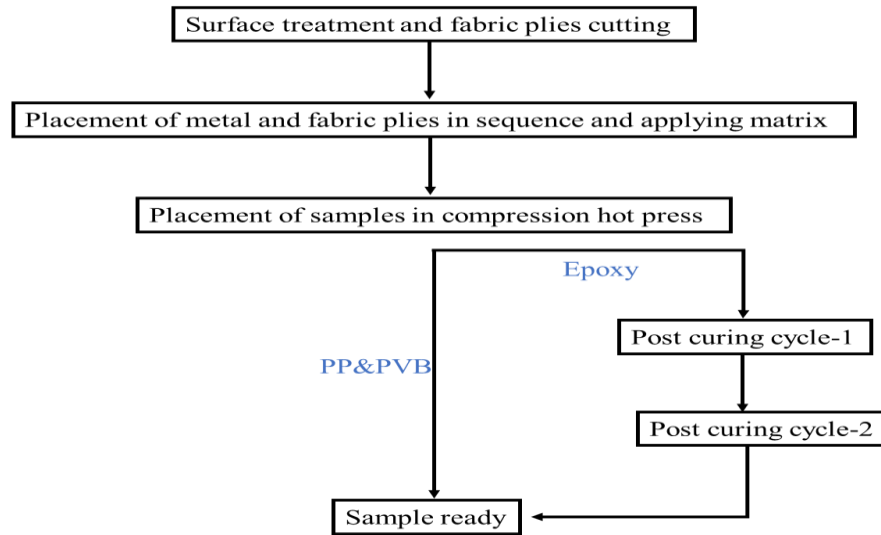 Surface treatment and fabric plies cutting
Placement of metal and fabric plies in sequence and applying matrix
Placement of samples in compression hot press
Epoxy
Post curing cycle-1
PP&PVB
Post curing cycle-2
Sample ready